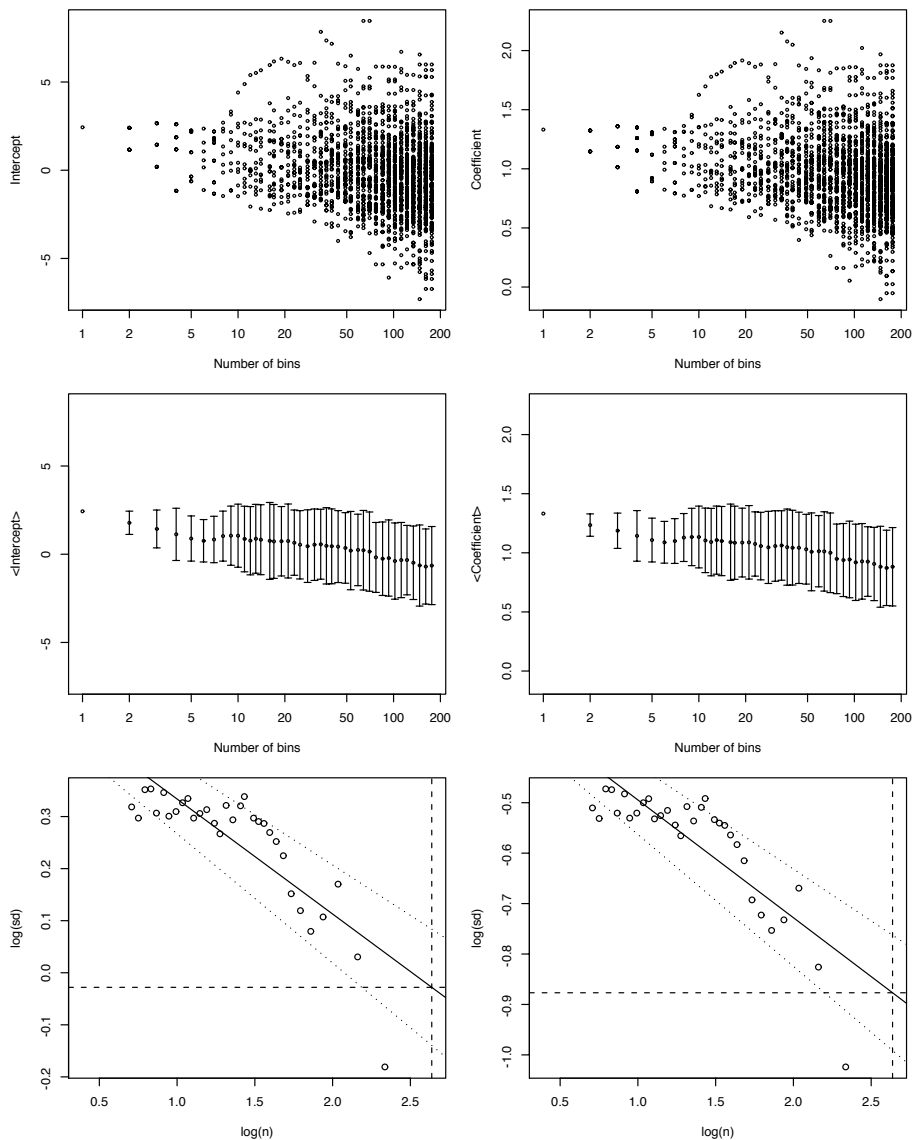 Intercept
5
0
-5
1 2 5 10 20 50 100 200
Number of bins
Coefficient
2.0
1.5
1.0
0.5
0.0
1 2 5 10 20 50 100 200
Number of bins
<Intercept>
5
0
-5
1 2 5 10 20 50 100 200
Number of bins
<Coefficient>
2.0
1.5
1.0
0.5
0.0
1 2 5 10 20 50 100 200
Number of bins
log(sd)
0.3
0.2
0.1
0.0
-0.1
-0.2
0.5 1.0 1.5 2.0 2.5
log(n)
log(sd)
-0.5
-0.6
-0.7
-0.8
-0.9
-1.0
0.5 1.0 1.5 2.0 2.5
log(n)